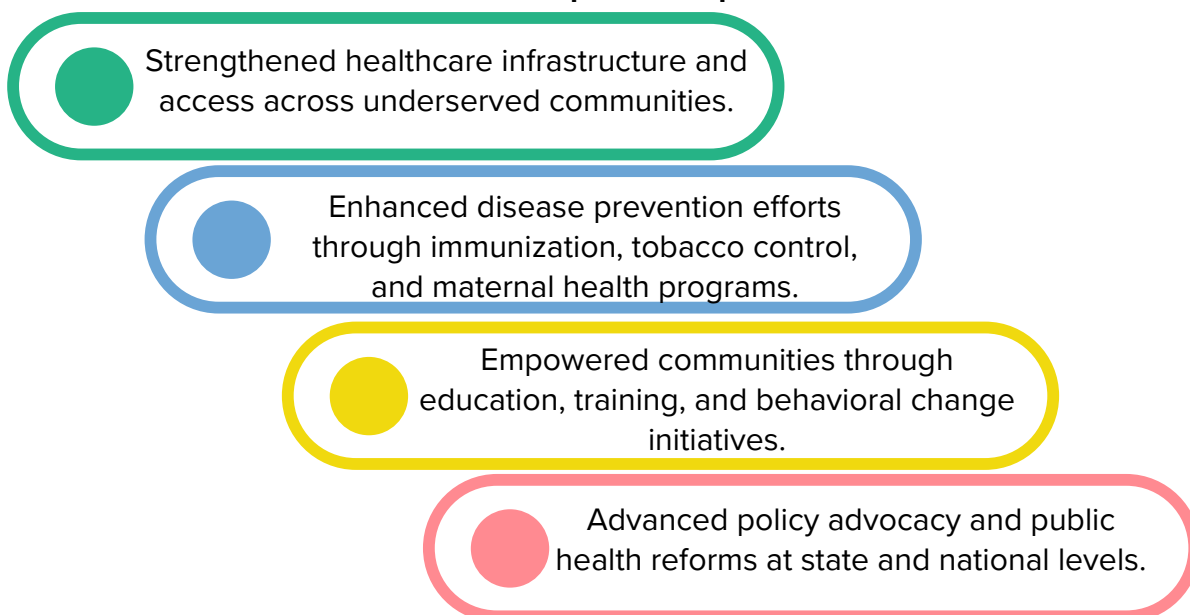 Strengthened healthcare infrastructure and
access across underserved communities.
Enhanced disease prevention efforts
through immunization, tobacco control,
and maternal health programs.
Empowered communities through
education, training, and behavioral change
initiatives.
Advanced policy advocacy and public
health reforms at state and national levels.